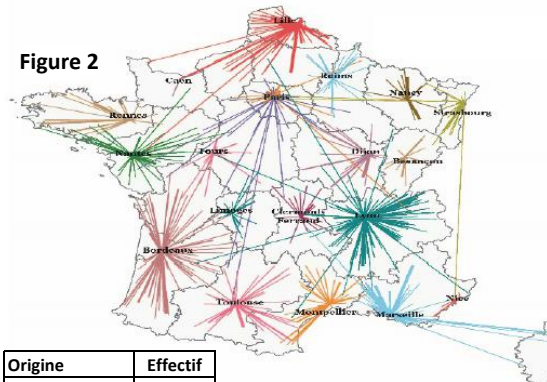 Figure 2
Lille
Caen
Reims
Paris
Nancy
Strasbourg
Rennes
Nantes
Tours
Dijon
Besançon
Limoges
Clermont
Ferrand
Lyon
Bordeaux
Toulouse
Montpellier
Marseille
Nice
Origine Effectif